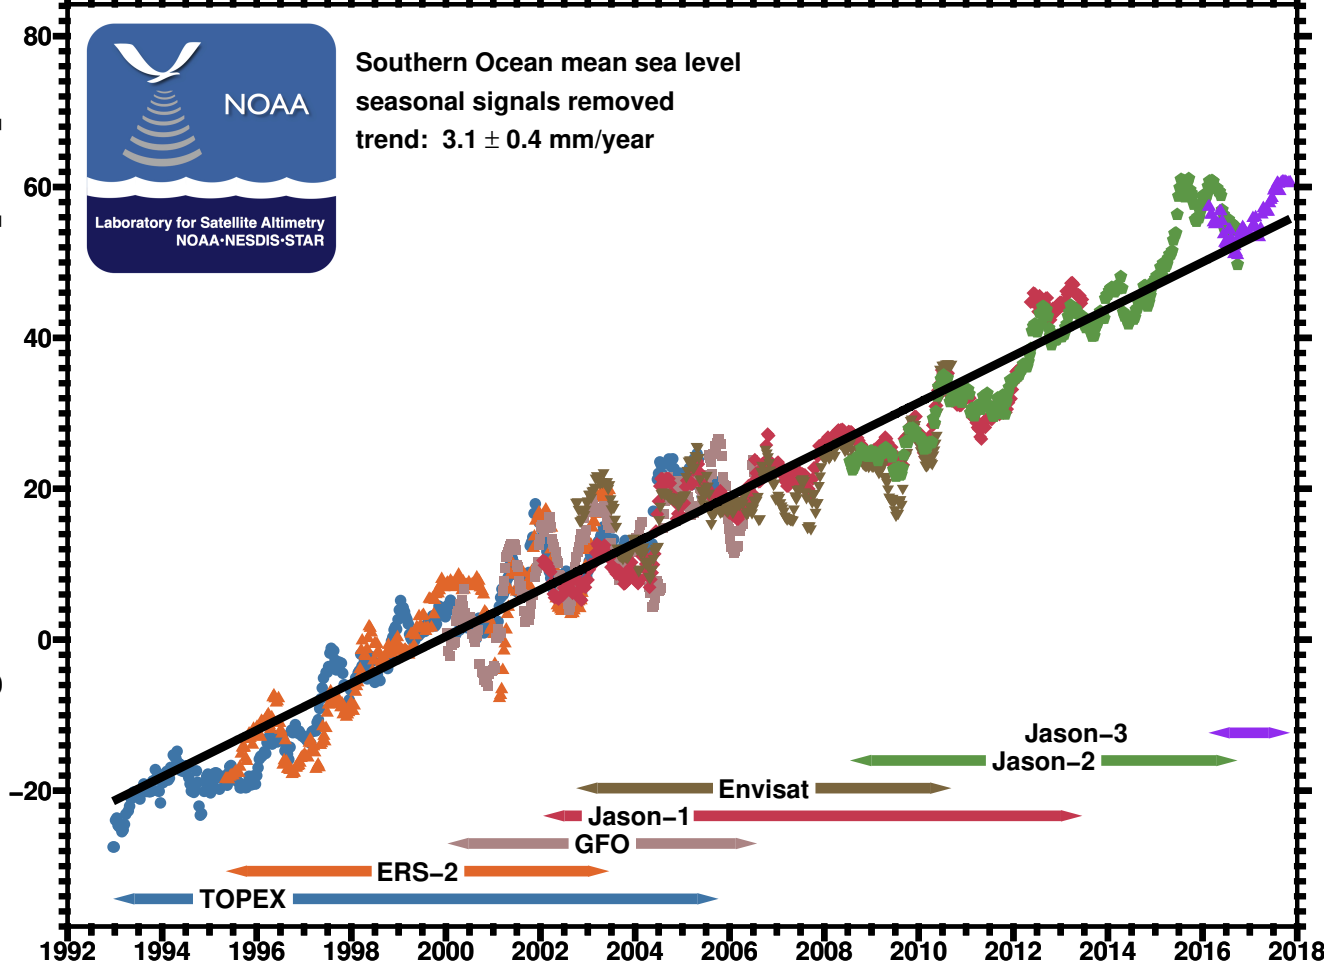 80
60
40
20
0
−20
NOAA
Laboratory for Satellite Altimetry
NOAA•NESDIS•STAR
Southern Ocean mean sea level
seasonal signals removed
trend: 3.1 ± 0.4 mm/year
Jason−3
Jason−2
Envisat
Jason−1
GFO
ERS−2
TOPEX
1992 1994 1996 1998 2000 2002 2004 2006 2008 2010 2012 2014 2016 2018